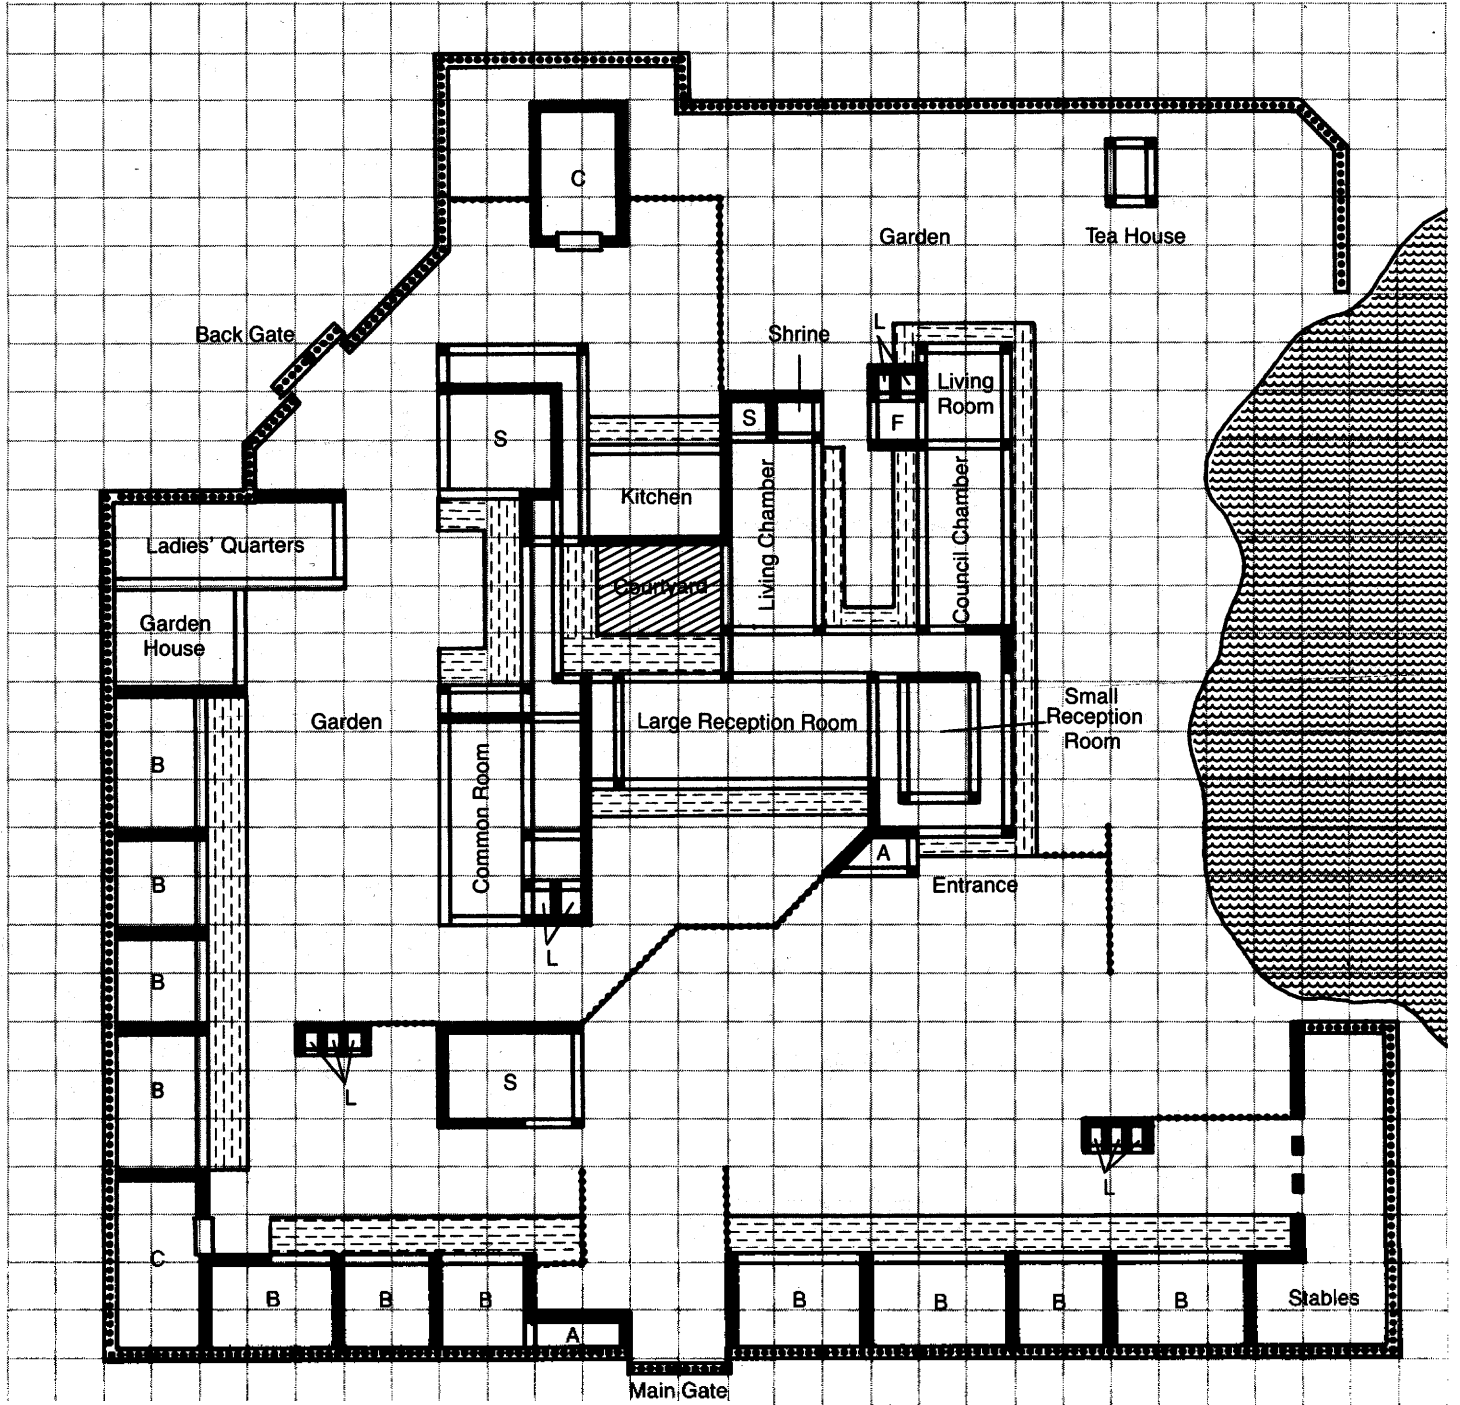 C
Garden
Tea House
Back Gate
Shrine
L
Living
Room
S
F
S
Kitchen
Living Chamber
Council Chamber
Ladies' Quarters
Courtyard
Garden
House
Garden
Large Reception Room
Small
Reception
Room
B
Common Room
A
B
Entrance
L
B
B
S
L
L
C
B
B
B
A
B
B
B
B
Stables
Main Gate